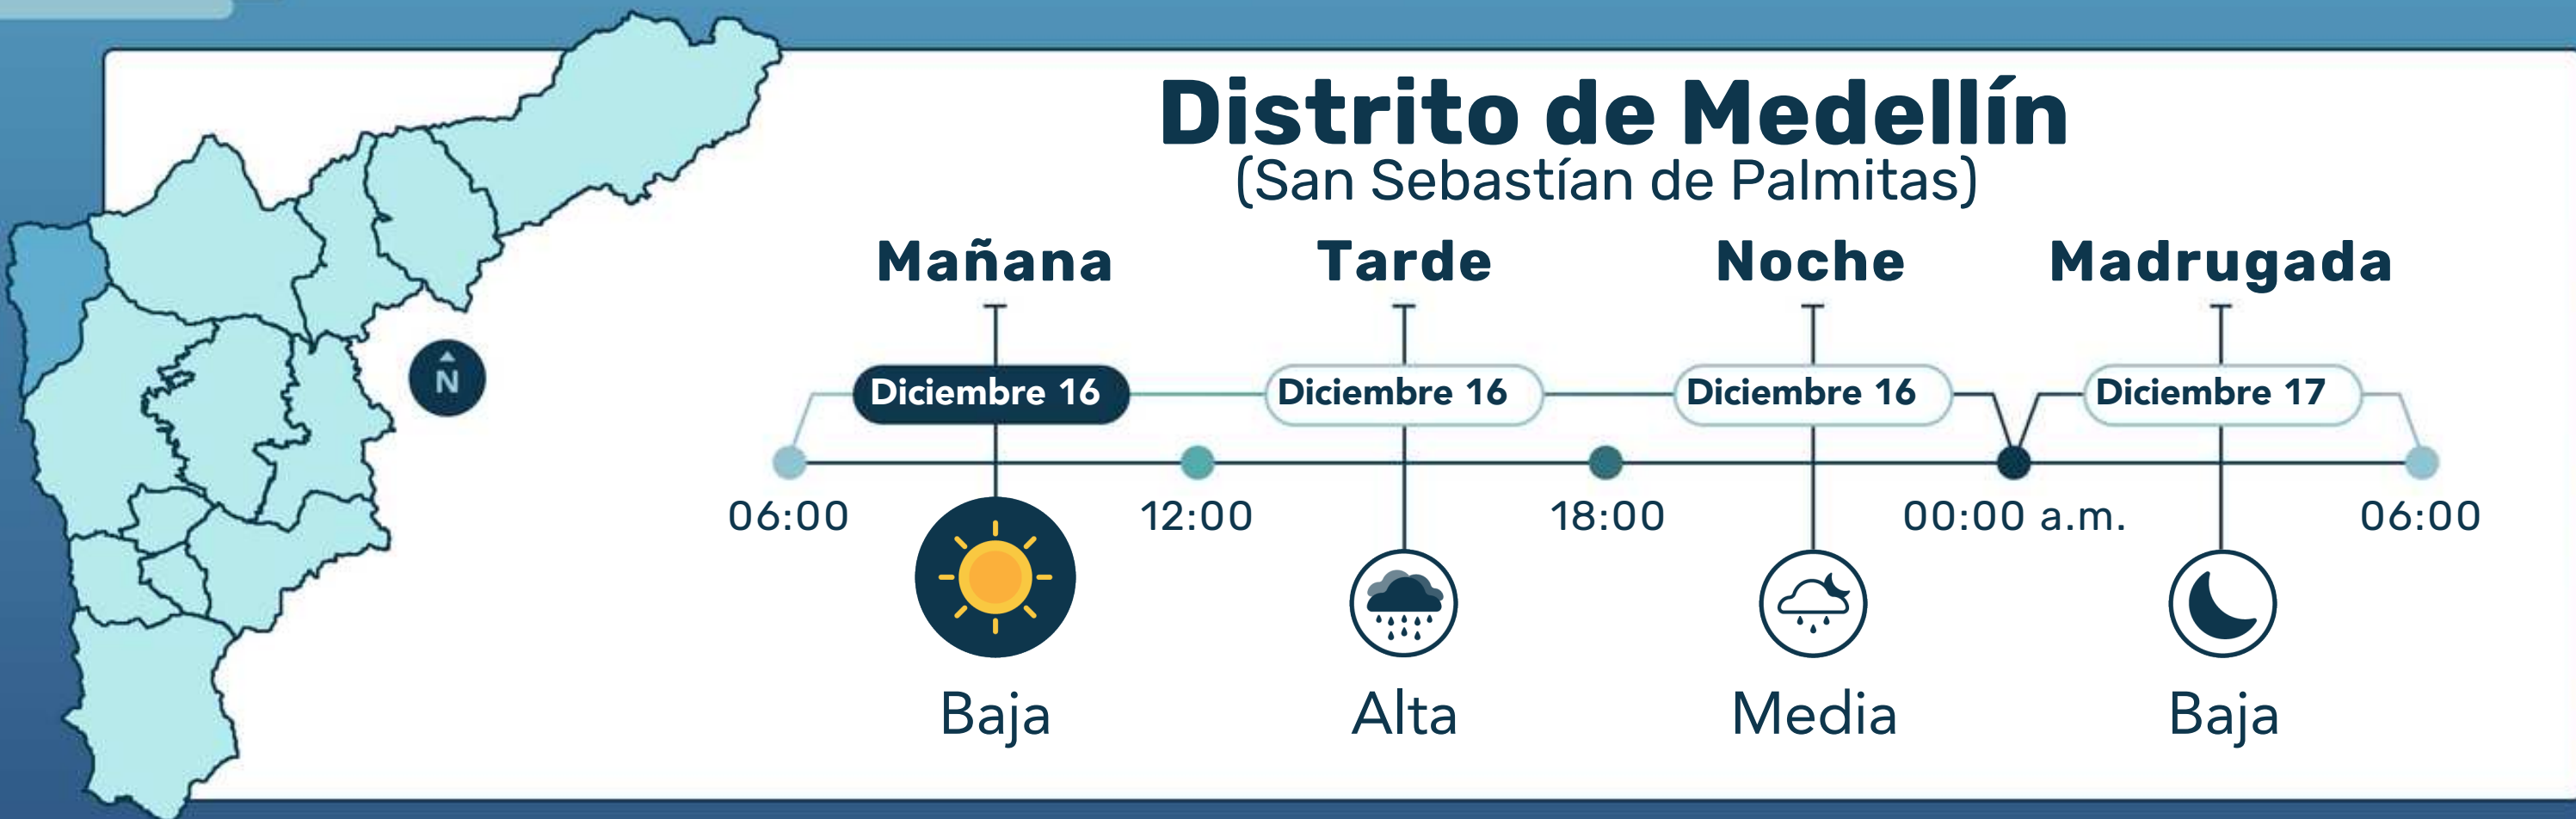 Distrito de Medellín
(San Sebastían de Palmitas)
Mañana Tarde Noche Madrugada
Diciembre 16 Diciembre 16 Diciembre 16 Diciembre 17
N
06:00 12:00 18:00 00:00 a.m. 06:00
Baja Alta Media Baja